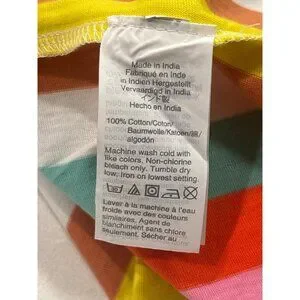 Made in India
Fabriqué en Inde
in Indien Hergestellt
Vervaardigd in India
インド製
Hecho en India
100% Cotton/Coton/
Baumwolle/Katoen/綿/
algodón
Machine wash cold with
like colors. Non-chlorine
bleach only. Tumble dry
low. Iron on lowest setting.
Laver à la machine à l'eau
froide avec des couleurs
similaires. Agent de
blanchiment sans chlore
seulement. Sécher au